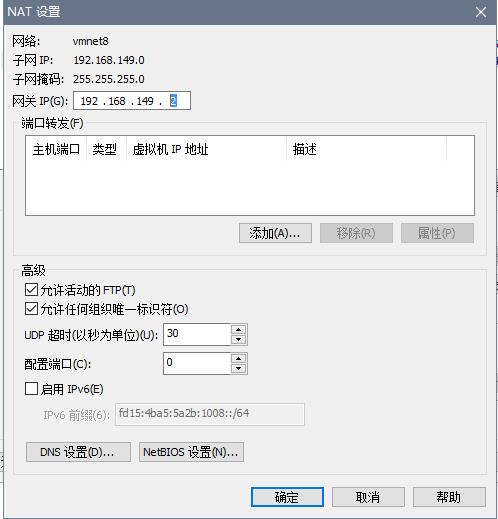 NAT 设置
网络: vmnet8
子网 IP: 192.168.149.0
子网掩码: 255.255.255.0
网关 IP(G): 192 . 168 . 149 . 2
端口转发(F)
主机端口 类型 虚拟机 IP 地址 描述
添加(A)... 移除(R) 属性(P)
高级
允许活动的 FTP(T)
允许任何组织唯一标识符(O)
UDP 超时(以秒为单位)(U): 30
配置端口(C): 0
启用 IPv6(E)
IPv6 前缀(6): fd15:4ba5:5a2b:1008::/64
DNS 设置(D)... NetBIOS 设置(N)...
确定 取消 帮助